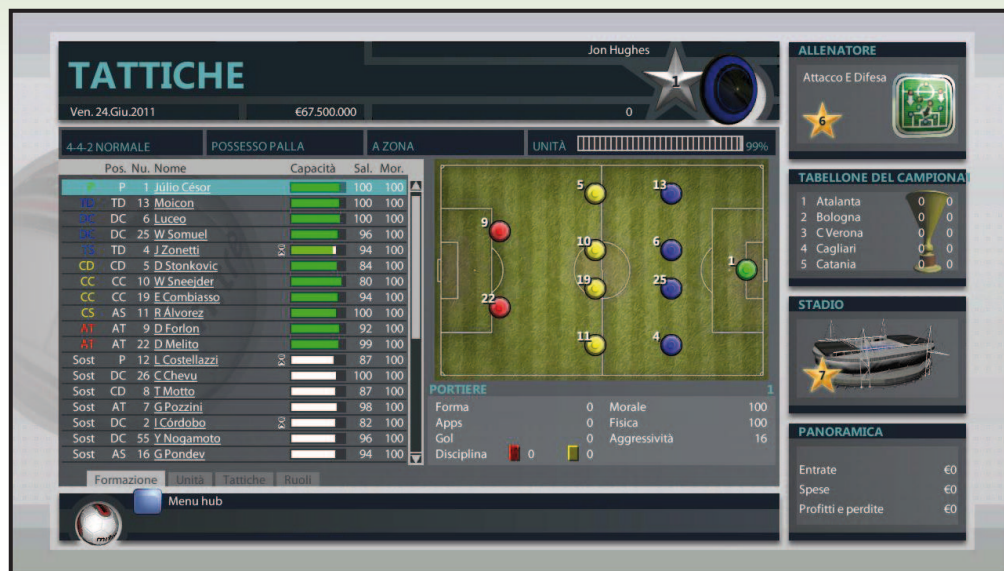 Jon Hughes
TATTICHE
1
Ven. 24.Giu.2011 €67.500.000 0
4-4-2 NORMALE POSSESSO PALLA A ZONA UNITÀ 99%
Pos. Nu. Nome Capacità Sal. Mor.
P P 1 Júlio Césor 100 100
TD TD 13 Moicon 100 100
DC DC 6 Luceo 100 100
DC DC 25 W Somuel 96 100
TD 4 J Zonetti 94 100
CD CD 5 D Stonkovic 84 100
CC CC 10 W Sneejder 80 100
CC CC 19 E Combiasso 94 100
CS AS 11 R Álvorez 100 100
AT AT 9 D Forlon 92 100
AT AT 22 D Melito 99 100
Sost P 12 L Costellazzi 87 100
Sost DC 26 C Chevu 100 100
Sost CD 8 T Motto 87 100
Sost AT 7 G Pozzini 98 100
Sost DC 2 I Córdobo 82 100
Sost DC 55 Y Nogamoto 96 100
Sost AS 16 G Pondev 94 100
5 13
9
10 6
1
19 25
22
11 4
PORTIERE 1
Forma 0 Morale 100
Apps 0 Fisica 100
Gol 0 Aggressività 16
Disciplina 0 0
Formazione Unità Tattiche Ruoli
Menu hub
mitre
ALLENATORE
Attacco E Difesa
6
TABELLONE DEL CAMPIONA
1 Atalanta 0 0
2 Bologna 0 0
3 C Verona 0 0
4 Cagliari 0 0
5 Catania 0 0
STADIO
7
PANORAMICA
Entrate €0
Spese €0
Profitti e perdite €0